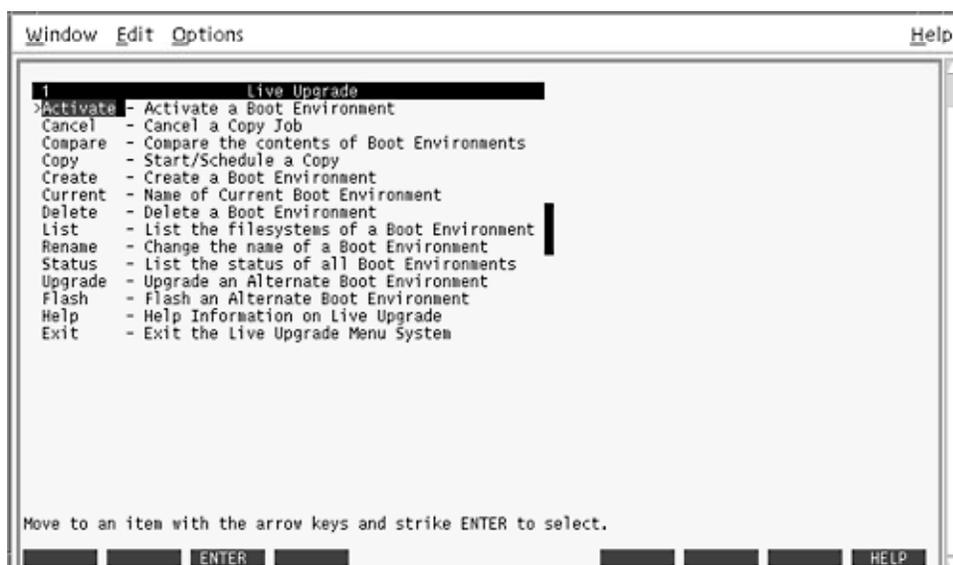 Window Edit Options Help
1 Live Upgrade
>Activate - Activate a Boot Environment
Cancel - Cancel a Copy Job
Compare - Compare the contents of Boot Environments
Copy - Start/Schedule a Copy
Create - Create a Boot Environment
Current - Name of Current Boot Environment
Delete - Delete a Boot Environment
List - List the filesystems of a Boot Environment
Rename - Change the name of a Boot Environment
Status - List the status of all Boot Environments
Upgrade - Upgrade an Alternate Boot Environment
Flash - Flash an Alternate Boot Environment
Help - Help Information on Live Upgrade
Exit - Exit the Live Upgrade Menu System
Move to an item with the arrow keys and strike ENTER to select.
ENTER HELP